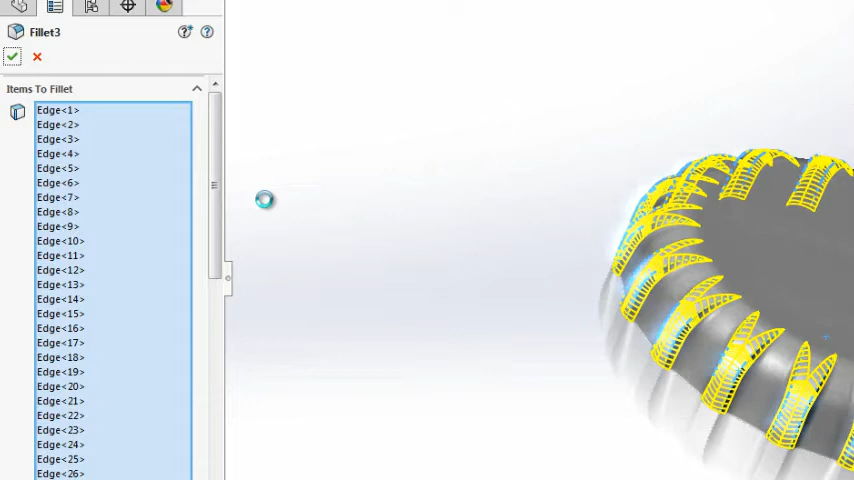 Fillet3
Items To Fillet
Edge<1>
Edge<2>
Edge<3>
Edge<4>
Edge<5>
Edge<6>
Edge<7>
Edge<8>
Edge<9>
Edge<10>
Edge<11>
Edge<12>
Edge<13>
Edge<14>
Edge<15>
Edge<16>
Edge<17>
Edge<18>
Edge<19>
Edge<20>
Edge<21>
Edge<22>
Edge<23>
Edge<24>
Edge<25>
Edge<26>